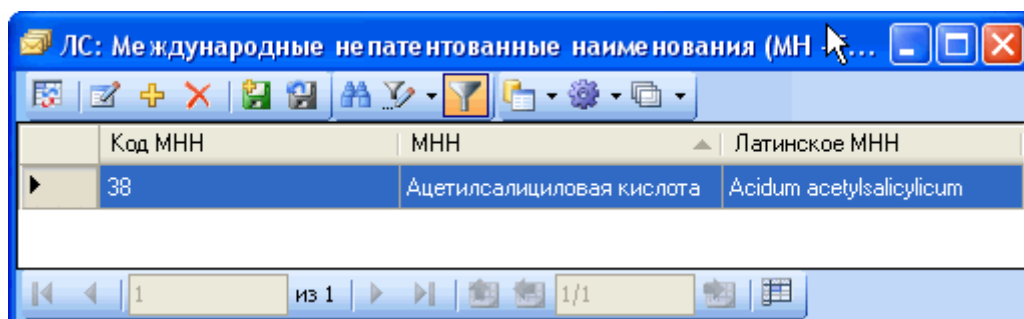 ЛС: Международные непатентованные наименования (МН
Код МНН МНН Латинское МНН
38 Ацетилсалициловая кислота Acidum acetylsalicylicum
1 из 1 1/1